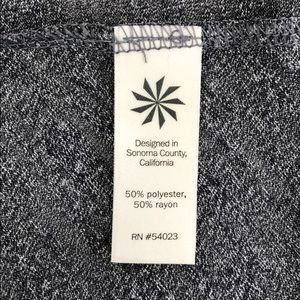 Designed in
Sonoma County,
California
50% polyester,
50% rayon
RN #54023